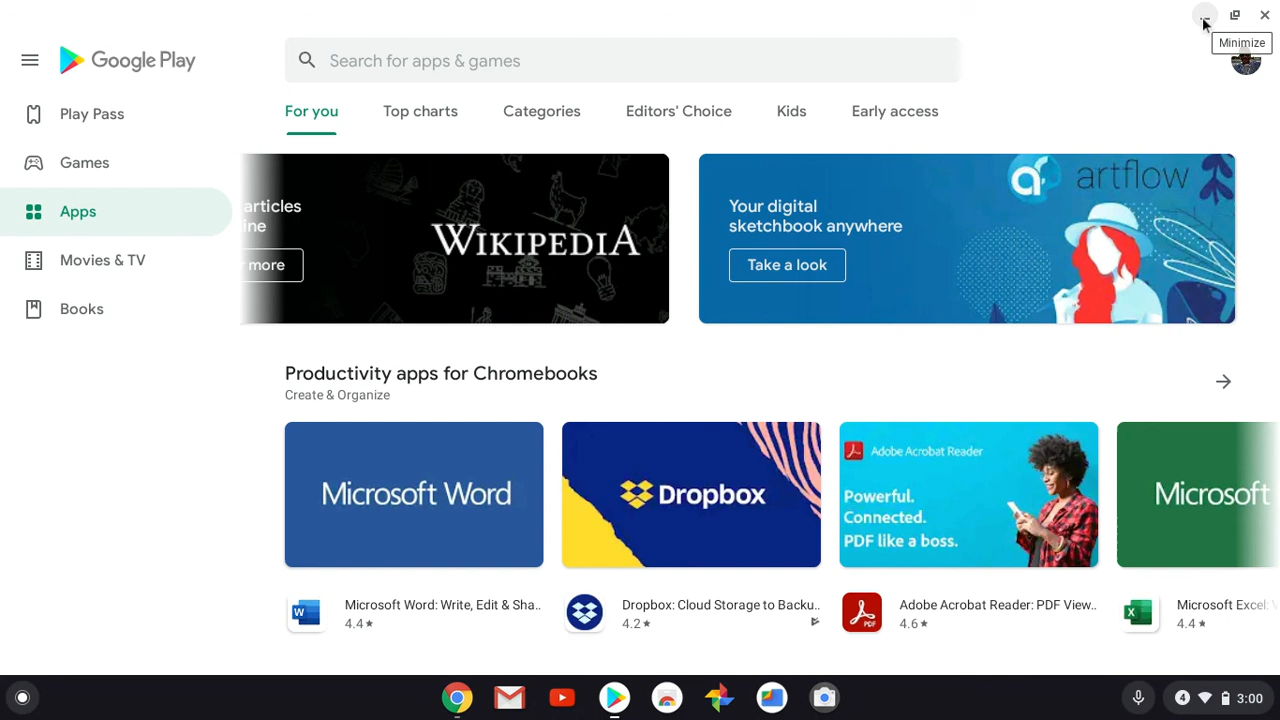 Minimize
Google Play
Search for apps & games
For you
Top charts
Categories
Editors' Choice
Kids
Early access
Play Pass
Games
Apps
Movies & TV
Books
articles
ine
more
WIKIPEDIA
Your digital
sketchbook anywhere
Take a look
artflow
Productivity apps for Chromebooks
Create & Organize
Microsoft Word
Dropbox
Adobe Acrobat Reader
Powerful.
Connected.
PDF like a boss.
Microsoft
Microsoft Word: Write, Edit & Sha..
4.4★
Dropbox: Cloud Storage to Backu..
4.2★
Adobe Acrobat Reader: PDF View..
4.6★
Microsoft Excel:
4.4★
4
3:00